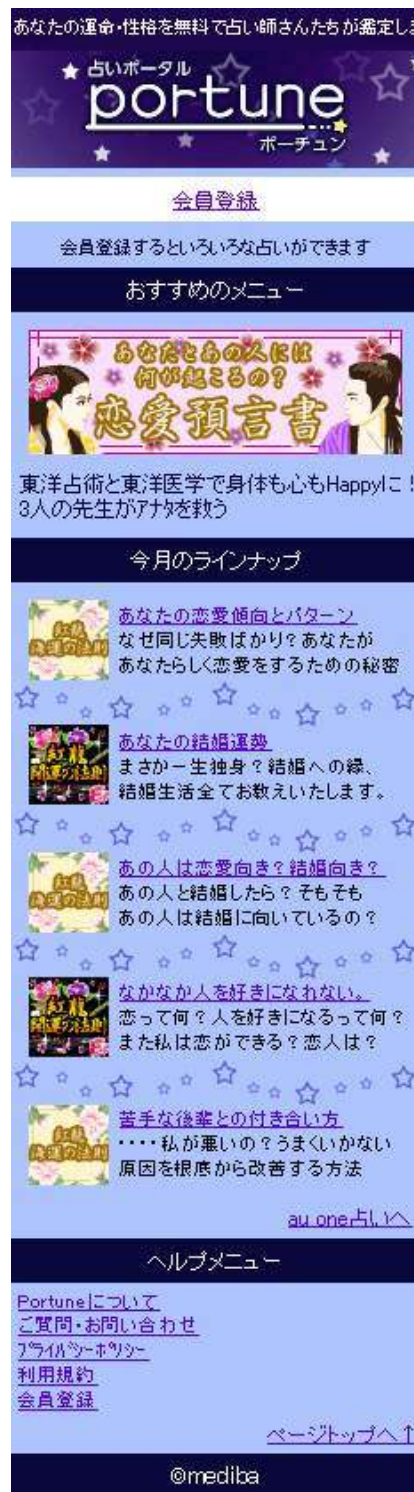 あなたの運命・性格を無料で占い師さんたちが鑑定しま
占いポータル
portune
ポーチュン
会員登録
会員登録するといろいろな占いができます
おすすめのメニュー
あなたとあの人には
何が起こるの?
恋愛預言書
東洋占術と東洋医学で身体も心もHappyに!
3人の先生がアナタを救う
今月のラインナップ
あなたの恋愛傾向とパターン
なぜ同じ失敗ばかり?あなたが
あなたらしく恋愛をするための秘密
紅龍
開運の法則
あなたの結婚運勢
まさか一生独身?結婚への縁、
結婚生活全てお教えいたします。
あの人は恋愛向き?結婚向き?
あの人と結婚したら?そもそも
あの人は結婚に向いているの?
紅龍
開運の法則
なかなか人を好きになれない。
恋って何?人を好きになるって何?
また私は恋ができる?恋人は?
苦手な後輩との付き合い方
・・・・私が悪いの?うまくいかない
原因を根底から改善する方法
au one占いへ
ヘルプメニュー
Portuneについて
ご質問・お問い合わせ
プライバシーポリシー
利用規約
会員登録
ページトップへ↑
©mediba